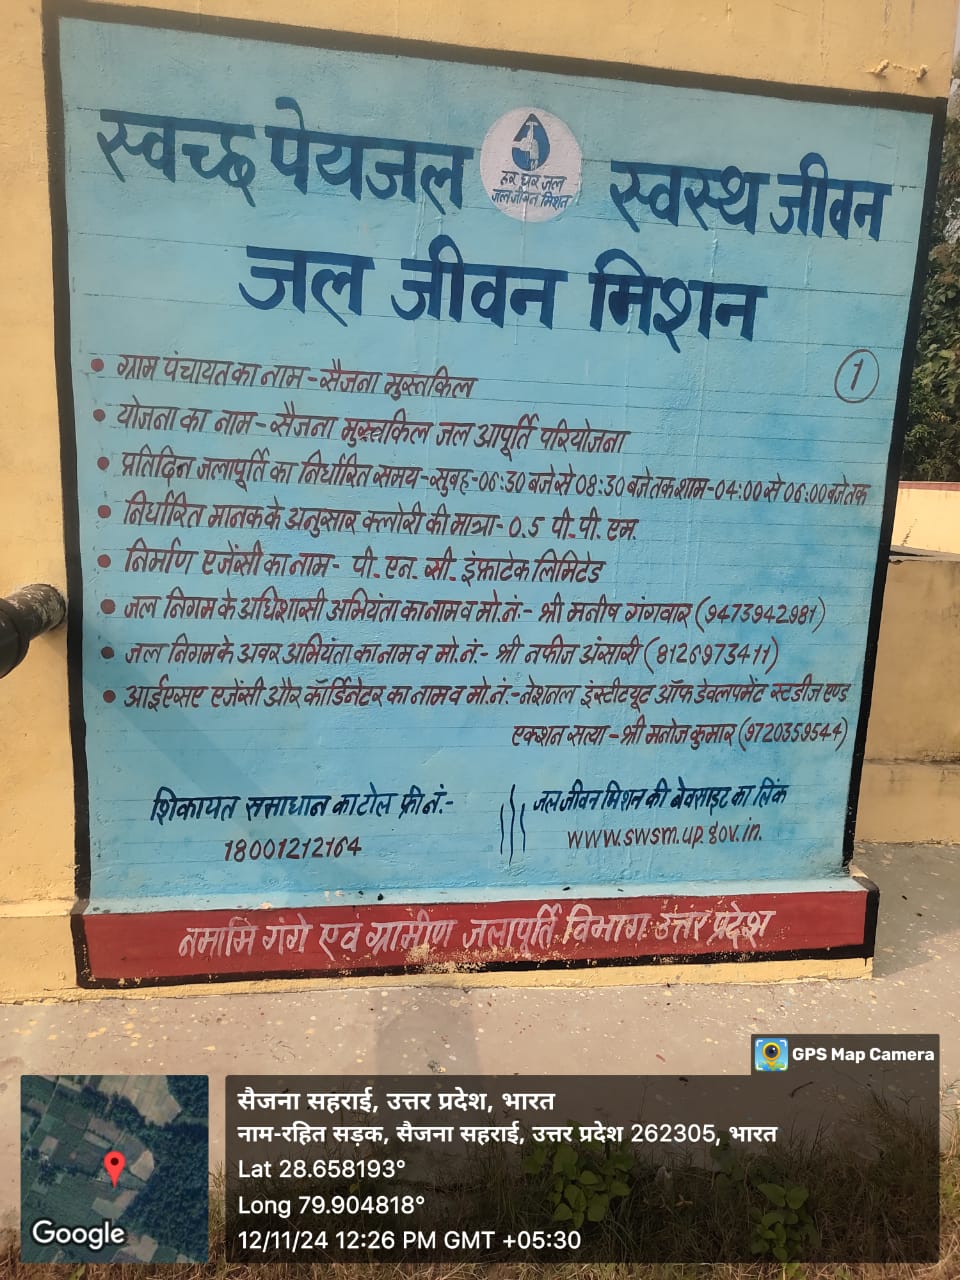 स्वच्छ पेयजल स्वस्थ जीवन
हर घर जल
जल जीवन मिशन
जल जीवन मिशन
1
• ग्राम पंचायत का नाम - सैजना मुस्तकिल
• योजना का नाम - सैजना मुस्तकिल जल आपूर्ति परियोजना
• प्रतिदिन जलापूर्ति का निर्धारित समय - सुबह - 06:30 बजे से 08:30 बजे तक शाम - 04:00 से 06:00 बजे तक
• निर्धारित मानक के अनुसार क्लोरी की मात्रा - 0.5 पी. पी. एम.
• निर्माण एजेंसी का नाम - पी. एन. सी. इंफ्राटेक लिमिटेड
• जल निगम के अधिशासी अभियंता का नाम व मो.नं.- श्री मनीष गंगवार (9473942981)
• जल निगम के अवर अभियंता का नाम व मो.नं.- श्री नफीज अंसारी (8126973411)
• आईएसए एजेंसी और कॉर्डिनेटर का नाम व मो.नं.- नेशनल इंस्टीट्यूट ऑफ डेवलपमेंट स्टडीज एण्ड
एक्शन सत्या - श्री मनोज कुमार (9720359544)
शिकायत समाधान का टोल फ्री नं.-
18001212164
जल जीवन मिशन की बेवसाइट का लिंक
www.swsm.up.gov.in.
नमामि गंगे एवं ग्रामीण जलापूर्ति विभाग उत्तर प्रदेश
GPS Map Camera
सैजना सहराई, उत्तर प्रदेश, भारत
नाम-रहित सड़क, सैजना सहराई, उत्तर प्रदेश 262305, भारत
Lat 28.658193°
Long 79.904818°
12/11/24 12:26 PM GMT +05:30
Google